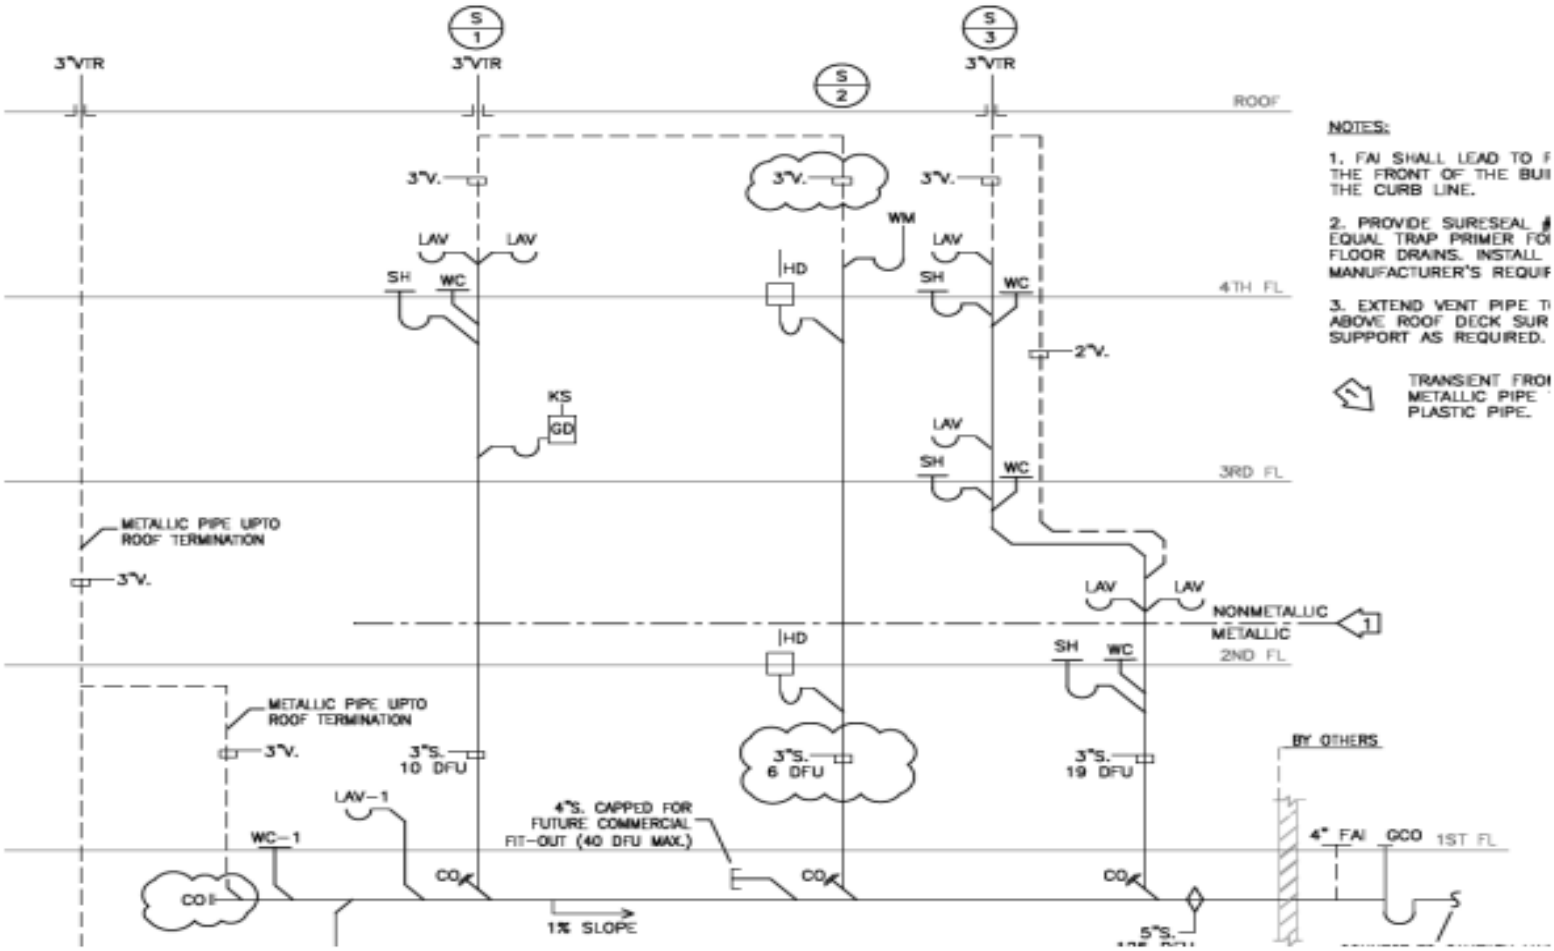 S
1
S
3
3"VTR
3"VTR
3"VTR
S
2
ROOF
NOTES:
1. FAI SHALL LEAD TO
THE FRONT OF THE
THE CURB LINE.
2. PROVIDE SURESEAL
EQUAL TRAP PRIMER
FLOOR DRAINS. INSTALL
MANUFACTURER'S
3. EXTEND VENT PIPE
ABOVE ROOF DECK
SUPPORT AS REQUIRED.
TRANSIENT
METALLIC PIPE
PLASTIC PIPE.
3"V.
3"V.
3"V.
WM
LAV
LAV
LAV
HD
SH
WC
SH
WC
4TH FL
2"V.
KS
GD
LAV
SH
WC
3RD FL
METALLIC PIPE UPTO
ROOF TERMINATION
3"V.
LAV
LAV
NONMETALLIC
1
METALLIC
HD
SH
WC
2ND FL
METALLIC PIPE UPTO
ROOF TERMINATION
3"V.
3"S.
10 DFU
3"S.
6 DFU
3"S.
19 DFU
BY OTHERS
LAV-1
4"S. CAPPED FOR
FUTURE COMMERCIAL
FIT-OUT (40 DFU MAX.)
WC-1
4" FAI
GCO
1ST FL
CO
CO
CO
CO
1% SLOPE
5"S.